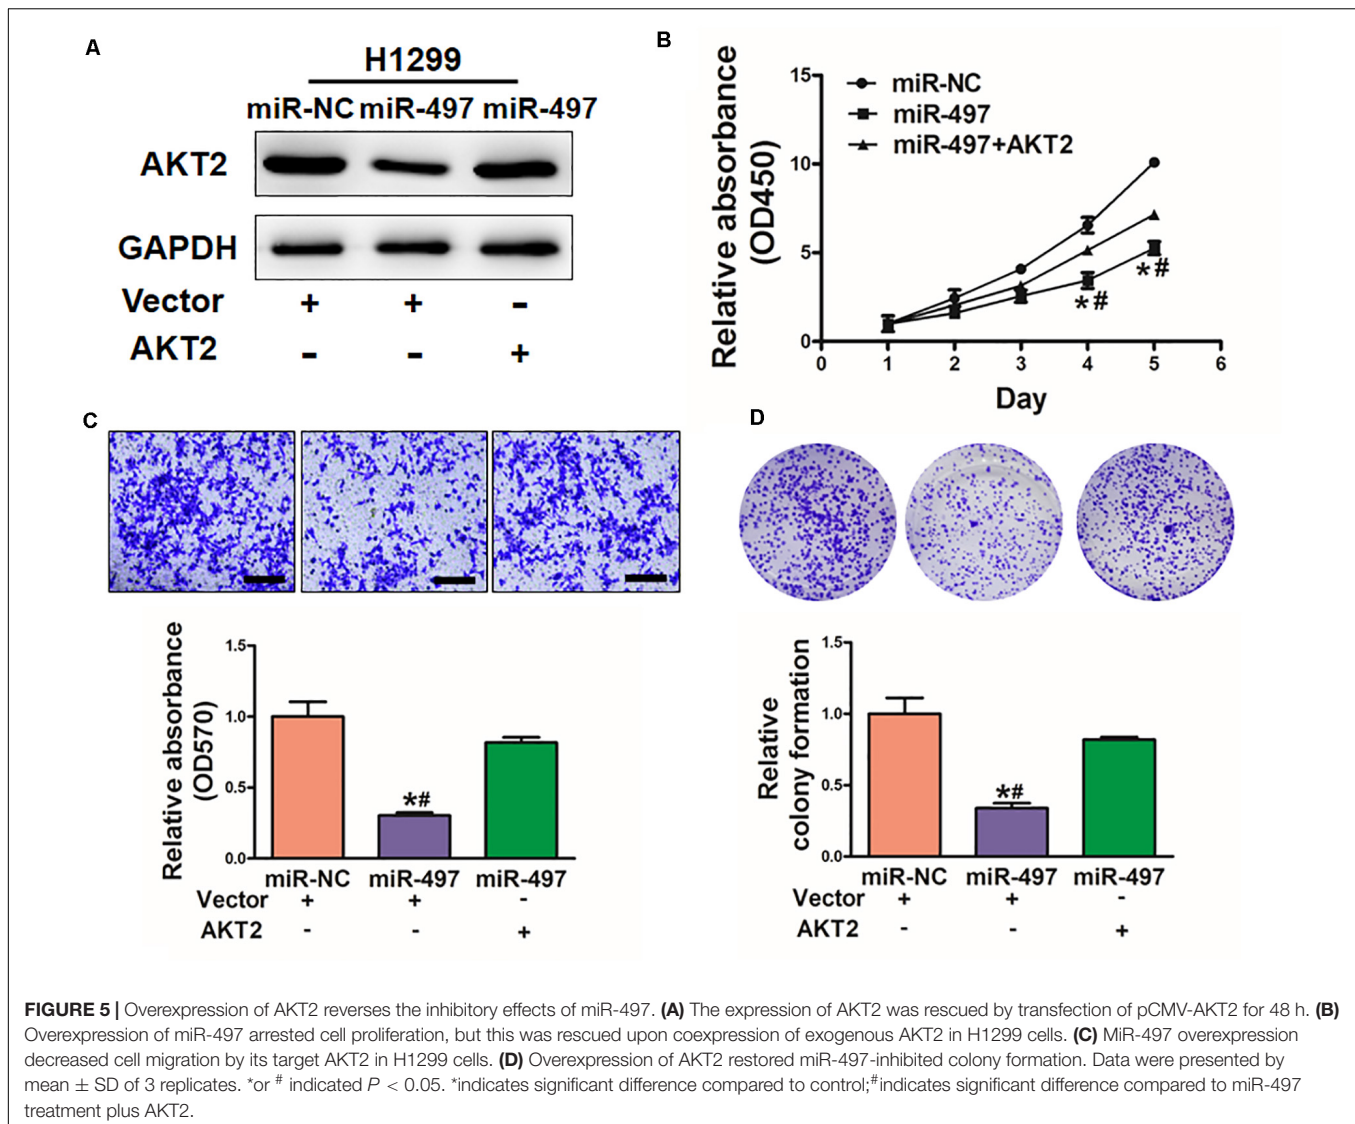 A
H1299
miR-NC miR-497 miR-497
AKT2
GAPDH
Vector + + -
AKT2 - - +
B
Relative absorbance
(OD450)
15
10
5
0
miR-NC
miR-497
miR-497+AKT2
*#
*#
0 1 2 3 4 5 6
Day
C
Relative absorbance
(OD570)
1.5
1.0
0.5
0.0
*#
miR-NC miR-497 miR-497
Vector + + -
AKT2 - - +
D
Relative
colony formation
1.5
1.0
0.5
0.0
*#
miR-NC miR-497 miR-497
Vector + + -
AKT2 - - +
FIGURE 5 | Overexpression of AKT2 reverses the inhibitory effects of miR-497. (A) The expression of AKT2 was rescued by transfection of pCMV-AKT2 for 48 h. (B)
Overexpression of miR-497 arrested cell proliferation, but this was rescued upon coexpression of exogenous AKT2 in H1299 cells. (C) MiR-497 overexpression
decreased cell migration by its target AKT2 in H1299 cells. (D) Overexpression of AKT2 restored miR-497-inhibited colony formation. Data were presented by
mean ± SD of 3 replicates. *or # indicated P < 0.05. *indicates significant difference compared to control;#indicates significant difference compared to miR-497
treatment plus AKT2.